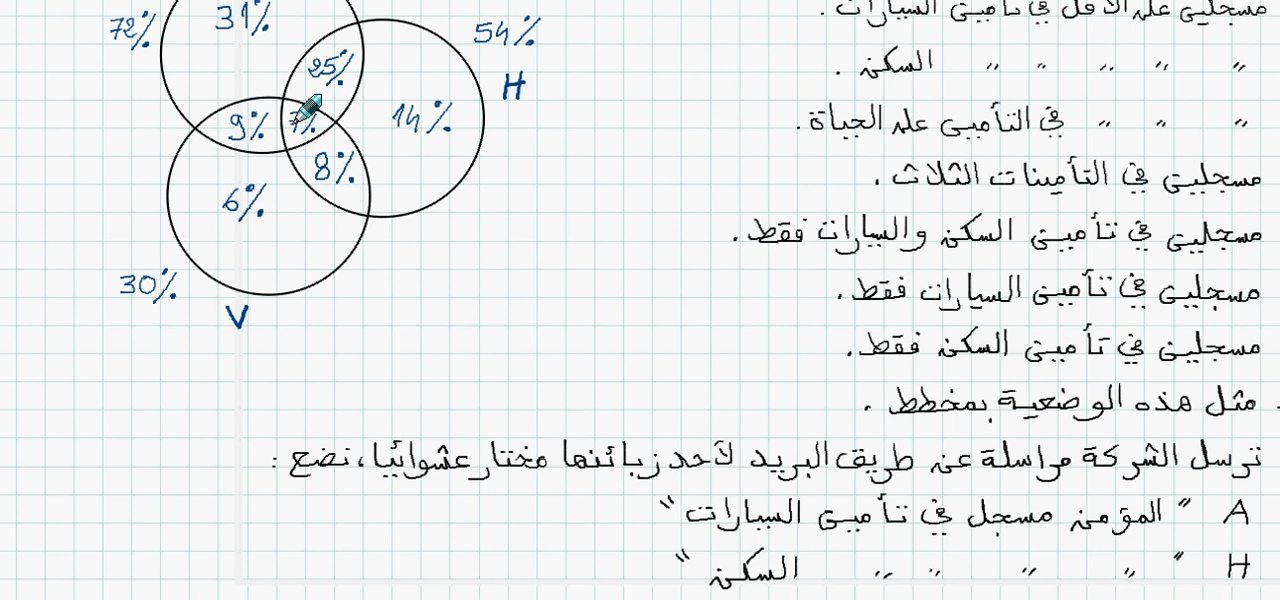 مسجلين على الأقل في تأمين السيارات .
〃 〃 〃 〃 〃 السكن .
〃 〃 〃 في التأمين على الحياة .
مسجلين في التأمينات الثلاث .
مسجلين في تأمين السكن والسيارات فقط .
مسجلين في تأمين السيارات فقط .
مسجلين في تأمين السكن فقط .
. مثل هذه الوضعية بمخطط .
ترسل الشركة مراسلة عن طريق البريد لأحد زبائنها مختار عشوائيا، نضع :
A " المؤمن مسجل في تأمين السيارات "
H " 〃 〃 〃 〃 السكن "
72%
31%
54%
25%
H
9%
7%
14%
8%
6%
30%
V